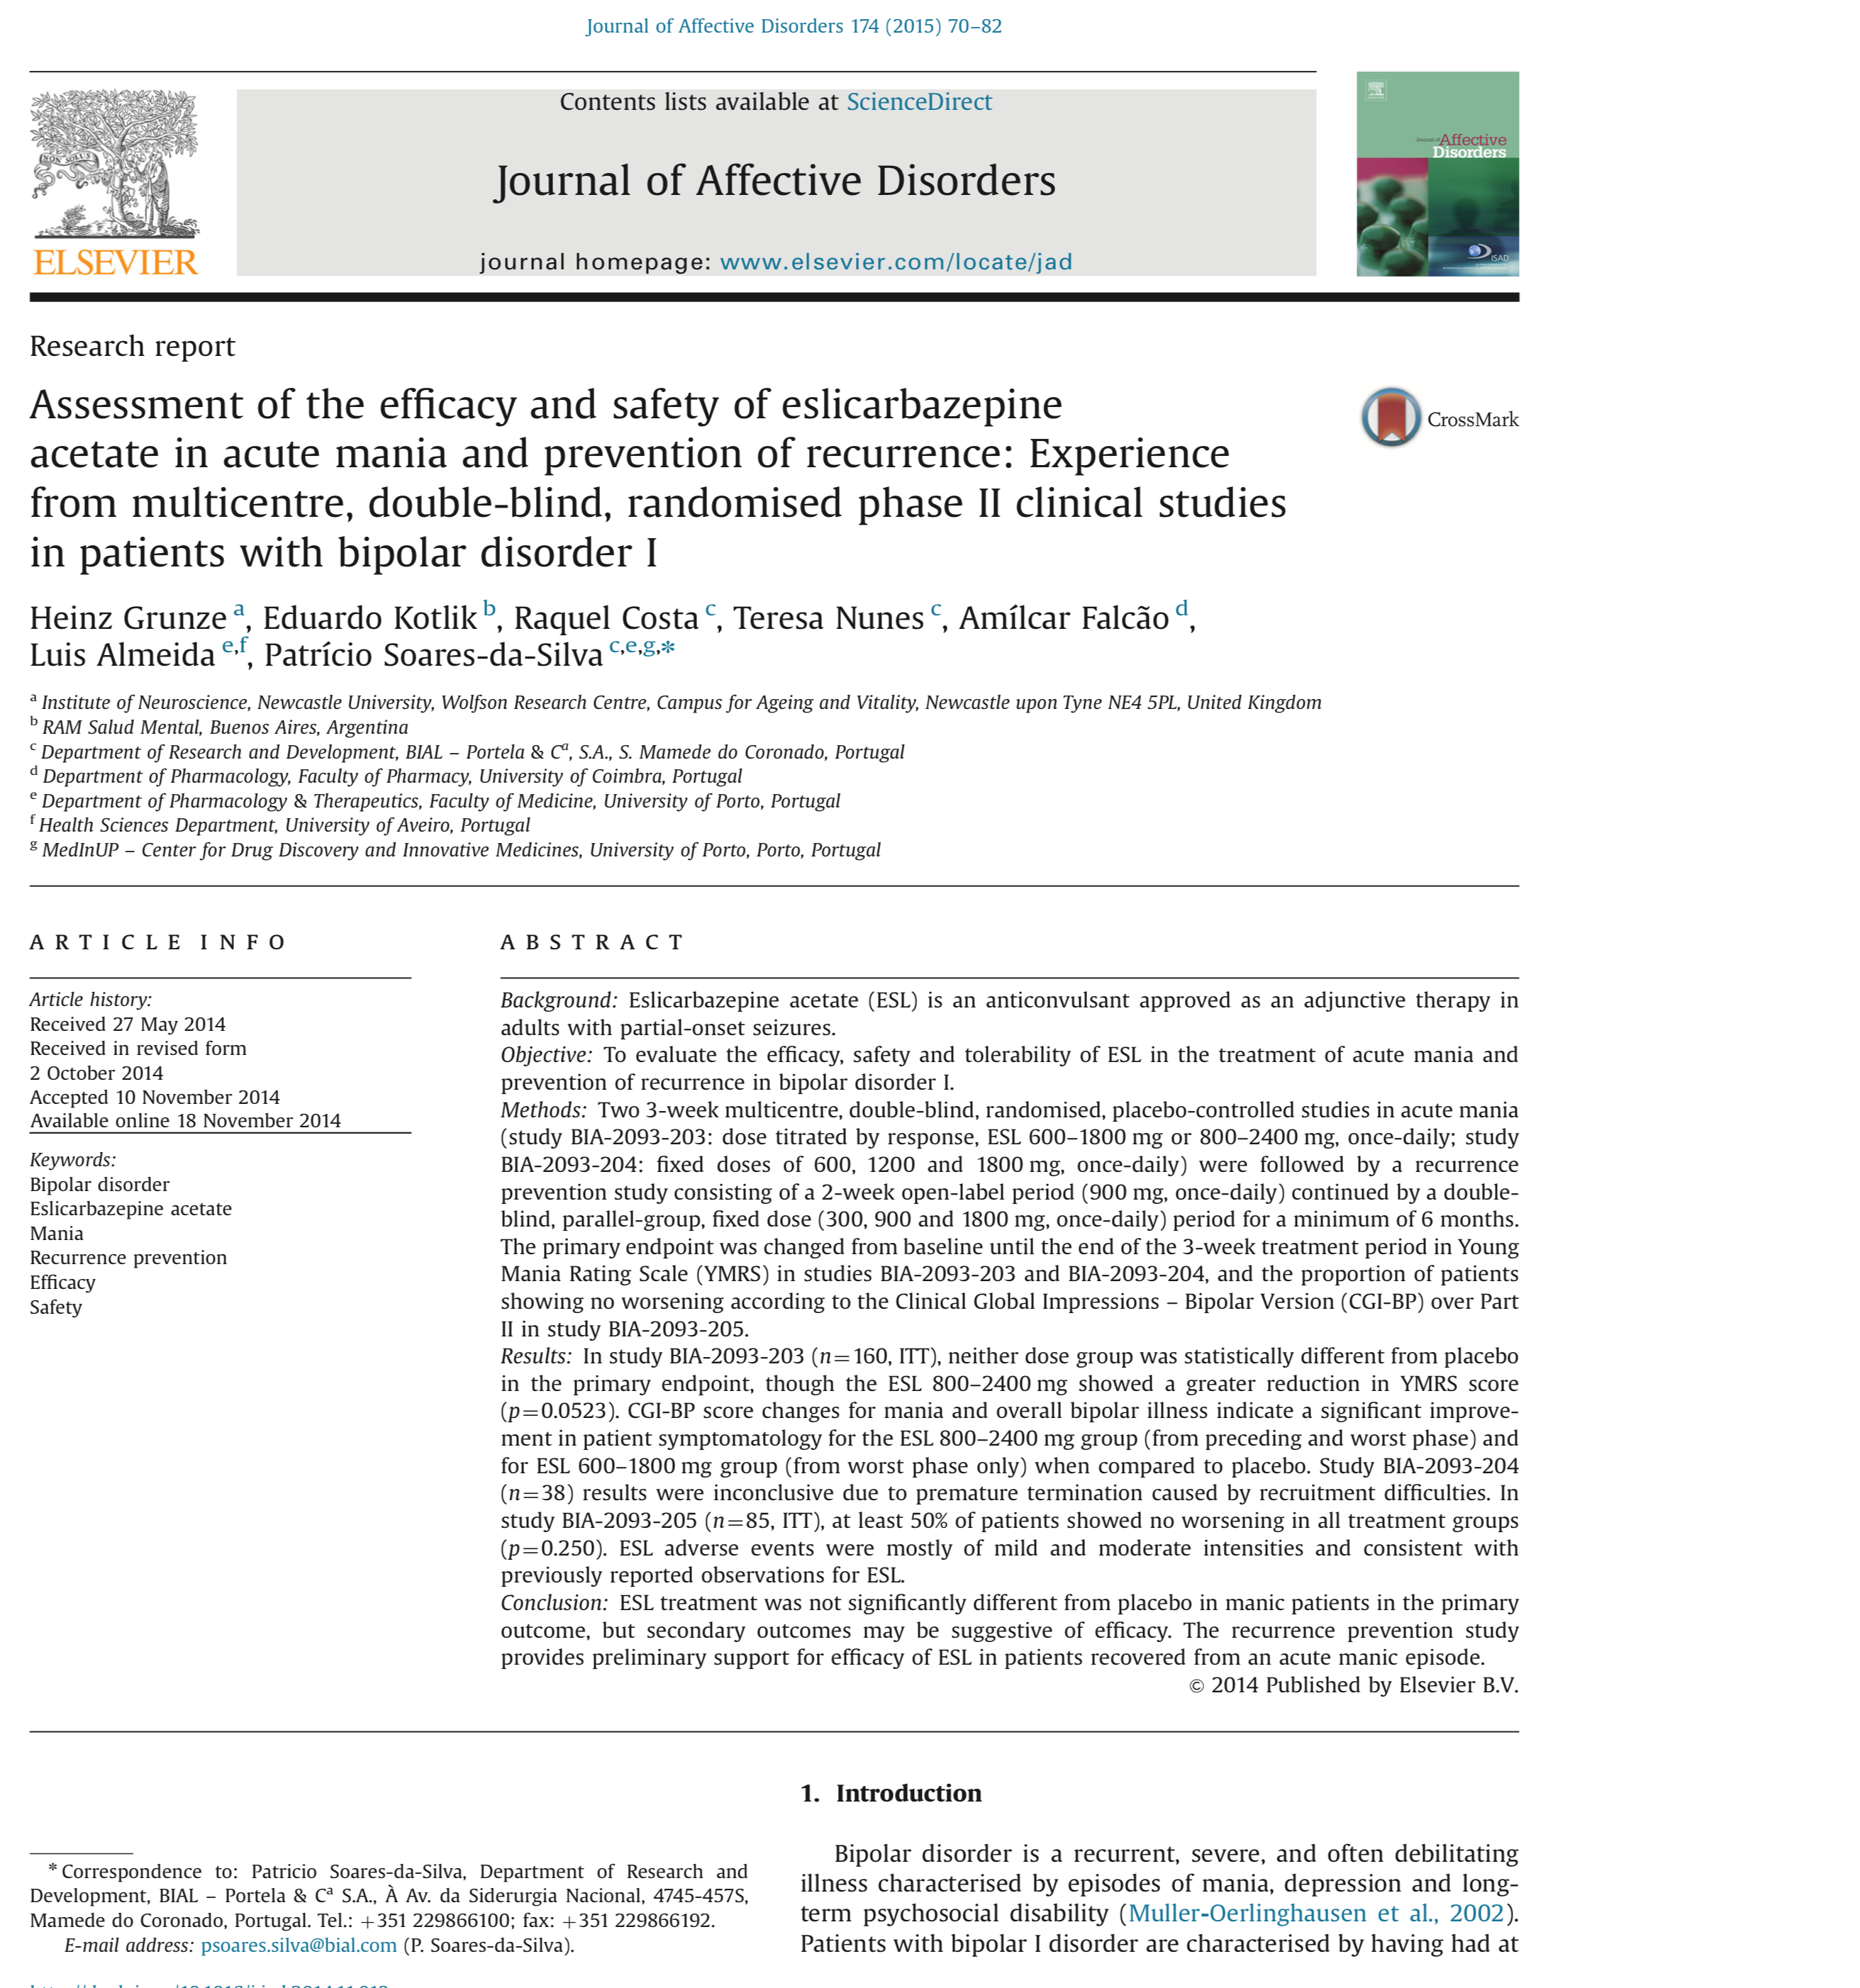 Journal of Affective Disorders 174 (2015) 70–82
Contents lists available at ScienceDirect
Journal of Affective Disorders
journal homepage: www.elsevier.com/locate/jad
NON SOLUS
ELSEVIER
Journal of Affective
Disorders
ISAD
Research report
Assessment of the efficacy and safety of eslicarbazepine
acetate in acute mania and prevention of recurrence: Experience
from multicentre, double-blind, randomised phase II clinical studies
in patients with bipolar disorder I
CrossMark
Heinz Grunze a, Eduardo Kotlik b, Raquel Costa c, Teresa Nunes c, Amílcar Falcão d,
Luis Almeida e,f, Patrício Soares-da-Silva c,e,g,*
a Institute of Neuroscience, Newcastle University, Wolfson Research Centre, Campus for Ageing and Vitality, Newcastle upon Tyne NE4 5PL, United Kingdom
b RAM Salud Mental, Buenos Aires, Argentina
c Department of Research and Development, BIAL – Portela & Cª, S.A., S. Mamede do Coronado, Portugal
d Department of Pharmacology, Faculty of Pharmacy, University of Coimbra, Portugal
e Department of Pharmacology & Therapeutics, Faculty of Medicine, University of Porto, Portugal
f Health Sciences Department, University of Aveiro, Portugal
g MedInUP – Center for Drug Discovery and Innovative Medicines, University of Porto, Porto, Portugal
ARTICLE INFO
Article history:
Received 27 May 2014
Received in revised form
2 October 2014
Accepted 10 November 2014
Available online 18 November 2014
Keywords:
Bipolar disorder
Eslicarbazepine acetate
Mania
Recurrence prevention
Efficacy
Safety
ABSTRACT
Background: Eslicarbazepine acetate (ESL) is an anticonvulsant approved as an adjunctive therapy in
adults with partial-onset seizures.
Objective: To evaluate the efficacy, safety and tolerability of ESL in the treatment of acute mania and
prevention of recurrence in bipolar disorder I.
Methods: Two 3-week multicentre, double-blind, randomised, placebo-controlled studies in acute mania
(study BIA-2093-203: dose titrated by response, ESL 600–1800 mg or 800–2400 mg, once-daily; study
BIA-2093-204: fixed doses of 600, 1200 and 1800 mg, once-daily) were followed by a recurrence
prevention study consisting of a 2-week open-label period (900 mg, once-daily) continued by a double-
blind, parallel-group, fixed dose (300, 900 and 1800 mg, once-daily) period for a minimum of 6 months.
The primary endpoint was changed from baseline until the end of the 3-week treatment period in Young
Mania Rating Scale (YMRS) in studies BIA-2093-203 and BIA-2093-204, and the proportion of patients
showing no worsening according to the Clinical Global Impressions – Bipolar Version (CGI-BP) over Part
II in study BIA-2093-205.
Results: In study BIA-2093-203 (n=160, ITT), neither dose group was statistically different from placebo
in the primary endpoint, though the ESL 800–2400 mg showed a greater reduction in YMRS score
(p=0.0523). CGI-BP score changes for mania and overall bipolar illness indicate a significant improve-
ment in patient symptomatology for the ESL 800–2400 mg group (from preceding and worst phase) and
for ESL 600–1800 mg group (from worst phase only) when compared to placebo. Study BIA-2093-204
(n=38) results were inconclusive due to premature termination caused by recruitment difficulties. In
study BIA-2093-205 (n=85, ITT), at least 50% of patients showed no worsening in all treatment groups
(p=0.250). ESL adverse events were mostly of mild and moderate intensities and consistent with
previously reported observations for ESL.
Conclusion: ESL treatment was not significantly different from placebo in manic patients in the primary
outcome, but secondary outcomes may be suggestive of efficacy. The recurrence prevention study
provides preliminary support for efficacy of ESL in patients recovered from an acute manic episode.
© 2014 Published by Elsevier B.V.
* Correspondence to: Patricio Soares-da-Silva, Department of Research and
Development, BIAL – Portela & Cª S.A., À Av. da Siderurgia Nacional, 4745-457S,
Mamede do Coronado, Portugal. Tel.: +351 229866100; fax: +351 229866192.
E-mail address: psoares.silva@bial.com (P. Soares-da-Silva).
1. Introduction
Bipolar disorder is a recurrent, severe, and often debilitating
illness characterised by episodes of mania, depression and long-
term psychosocial disability (Muller-Oerlinghausen et al., 2002).
Patients with bipolar I disorder are characterised by having had at